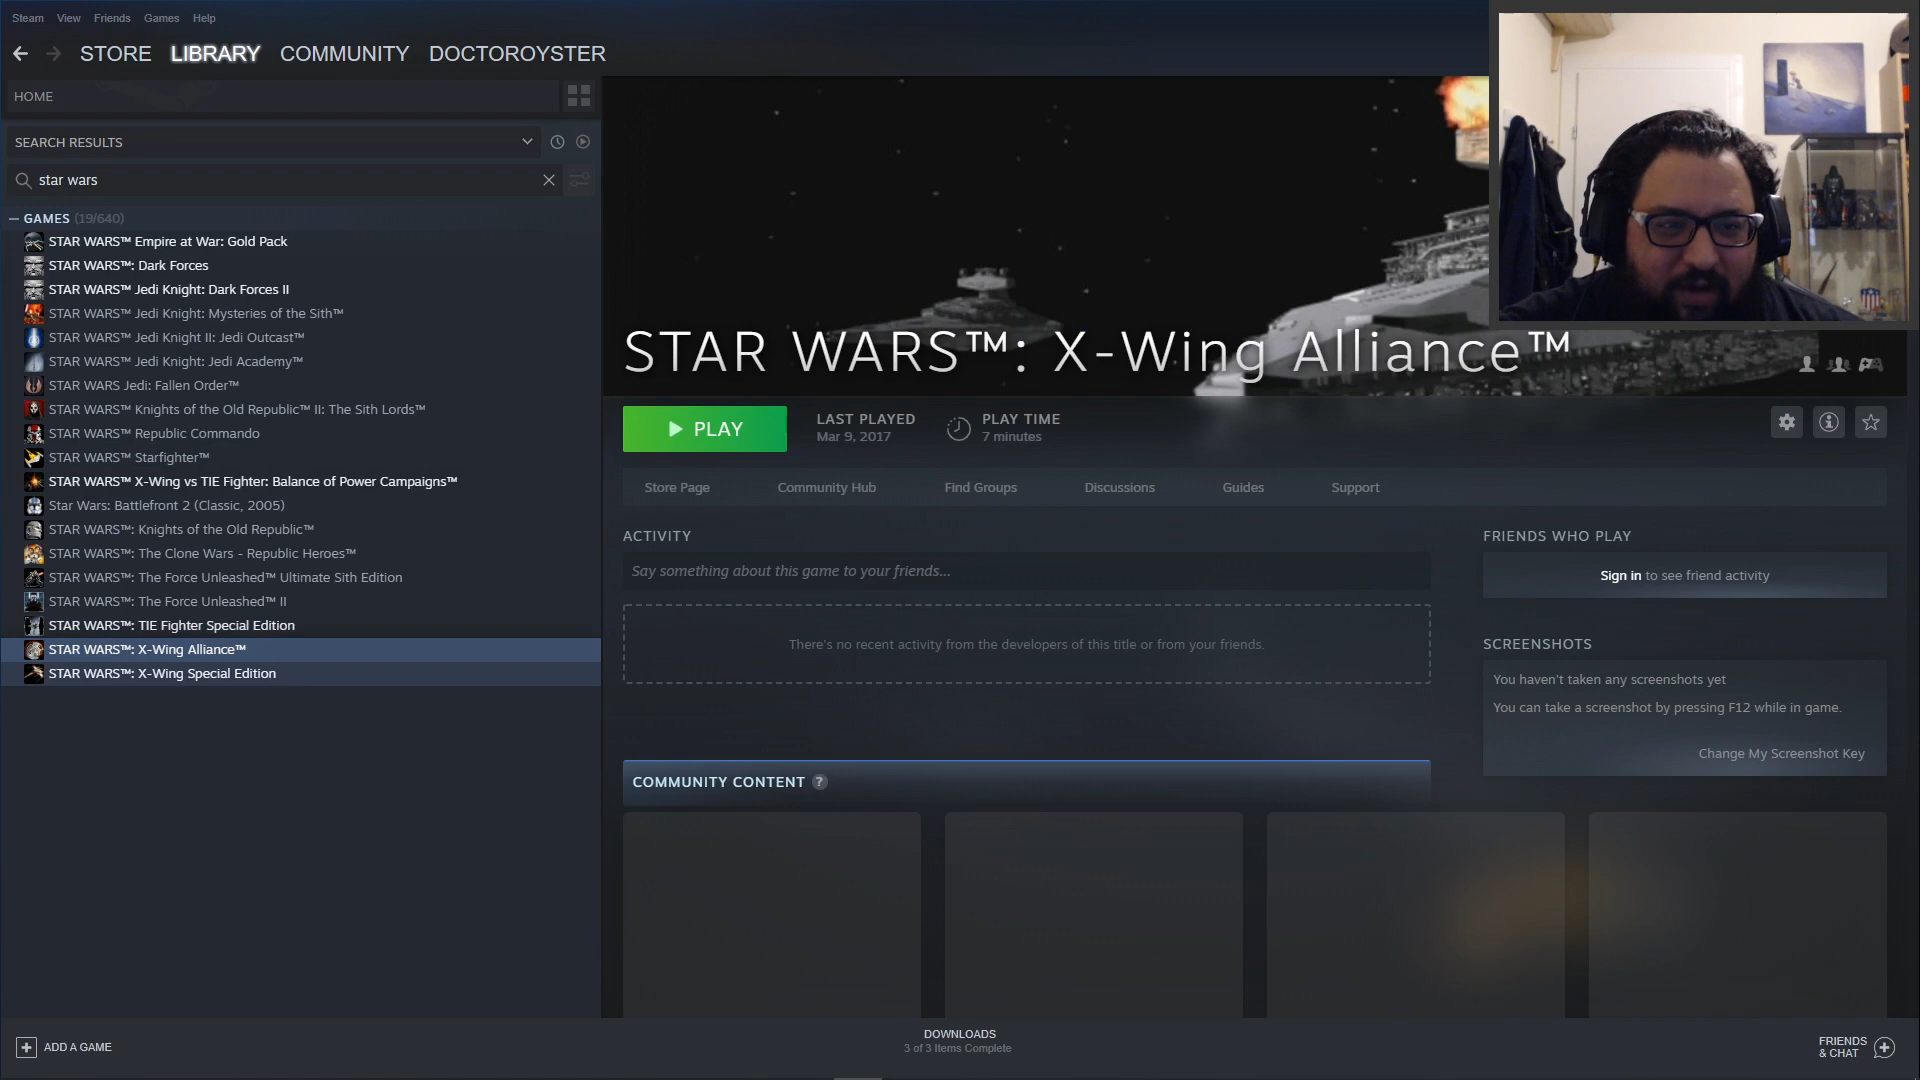 Steam View Friends Games Help
STORE LIBRARY COMMUNITY DOCTOROYSTER
HOME
SEARCH RESULTS
star wars
GAMES (19/640)
STAR WARS™ Empire at War: Gold Pack
STAR WARS™: Dark Forces
STAR WARS™ Jedi Knight: Dark Forces II
STAR WARS™ Jedi Knight: Mysteries of the Sith™
STAR WARS™ Jedi Knight II: Jedi Outcast™
STAR WARS™ Jedi Knight: Jedi Academy™
STAR WARS Jedi: Fallen Order™
STAR WARS™ Knights of the Old Republic™ II: The Sith Lords™
STAR WARS™ Republic Commando
STAR WARS™ Starfighter™
STAR WARS™ X-Wing vs TIE Fighter: Balance of Power Campaigns™
Star Wars: Battlefront 2 (Classic, 2005)
STAR WARS™: Knights of the Old Republic™
STAR WARS™: The Clone Wars - Republic Heroes™
STAR WARS™: The Force Unleashed™ Ultimate Sith Edition
STAR WARS™: The Force Unleashed™ II
STAR WARS™: TIE Fighter Special Edition
STAR WARS™: X-Wing Alliance™
STAR WARS™: X-Wing Special Edition
ADD A GAME
STAR WARS™: X-Wing Alliance™
PLAY
LAST PLAYED
Mar 9, 2017
PLAY TIME
7 minutes
Store Page Community Hub Find Groups Discussions Guides Support
ACTIVITY
Say something about this game to your friends...
There's no recent activity from the developers of this title or from your friends.
FRIENDS WHO PLAY
Sign in to see friend activity
SCREENSHOTS
You haven't taken any screenshots yet
You can take a screenshot by pressing F12 while in game.
Change My Screenshot Key
COMMUNITY CONTENT ?
DOWNLOADS
3 of 3 Items Complete
FRIENDS
& CHAT